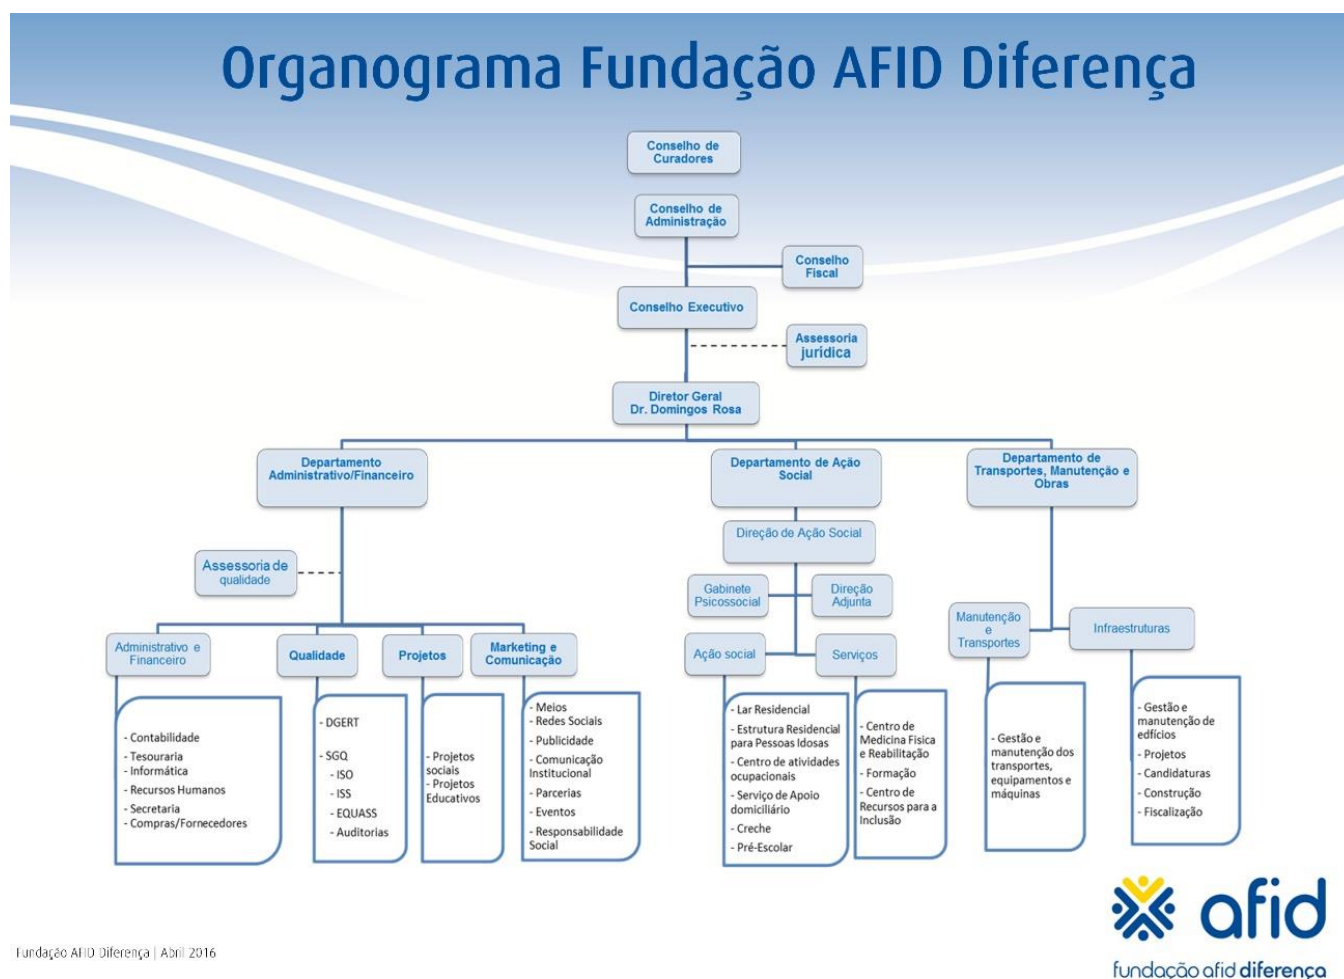 Organograma Fundação AFID Diferença
Conselho de
Curadores
Conselho de
Administração
Conselho
Fiscal
Conselho Executivo
Assessoria
jurídica
Diretor Geral
Dr. Domingos Rosa
Departamento
Administrativo/Financeiro
Departamento de Ação
Social
Departamento de
Transportes, Manutenção e
Obras
Direção de Ação Social
Assessoria de
qualidade
Gabinete
Psicossocial
Direção
Adjunta
Administrativo e
Financeiro
Qualidade
Projetos
Marketing e
Comunicação
Ação social
Serviços
Manutenção
e
Transportes
Infraestruturas
- Contabilidade
- Tesouraria
- Informática
- Recursos Humanos
- Secretaria
- Compras/Fornecedores
- DGERT
- SGQ
- ISO
- ISS
- EQUASS
- Auditorias
- Projetos
sociais
- Projetos
Educativos
- Meios
- Redes Sociais
- Publicidade
- Comunicação
Institucional
- Parcerias
- Eventos
- Responsabilidade
Social
- Lar Residencial
- Estrutura Residencial
para Pessoas Idosas
- Centro de atividades
ocupacionais
- Serviço de Apoio
domiciliário
- Creche
- Pré-Escolar
- Centro de
Medicina Fisica
e Reabilitação
- Formação
- Centro de
Recursos para a
Inclusão
- Gestão e
manutenção dos
transportes,
equipamentos e
máquinas
- Gestão e
manutenção de
edifícios
- Projetos
- Candidaturas
- Construção
- Fiscalização
afid
fundação afid diferença
Fundação AFID Diferença | Abril 2016